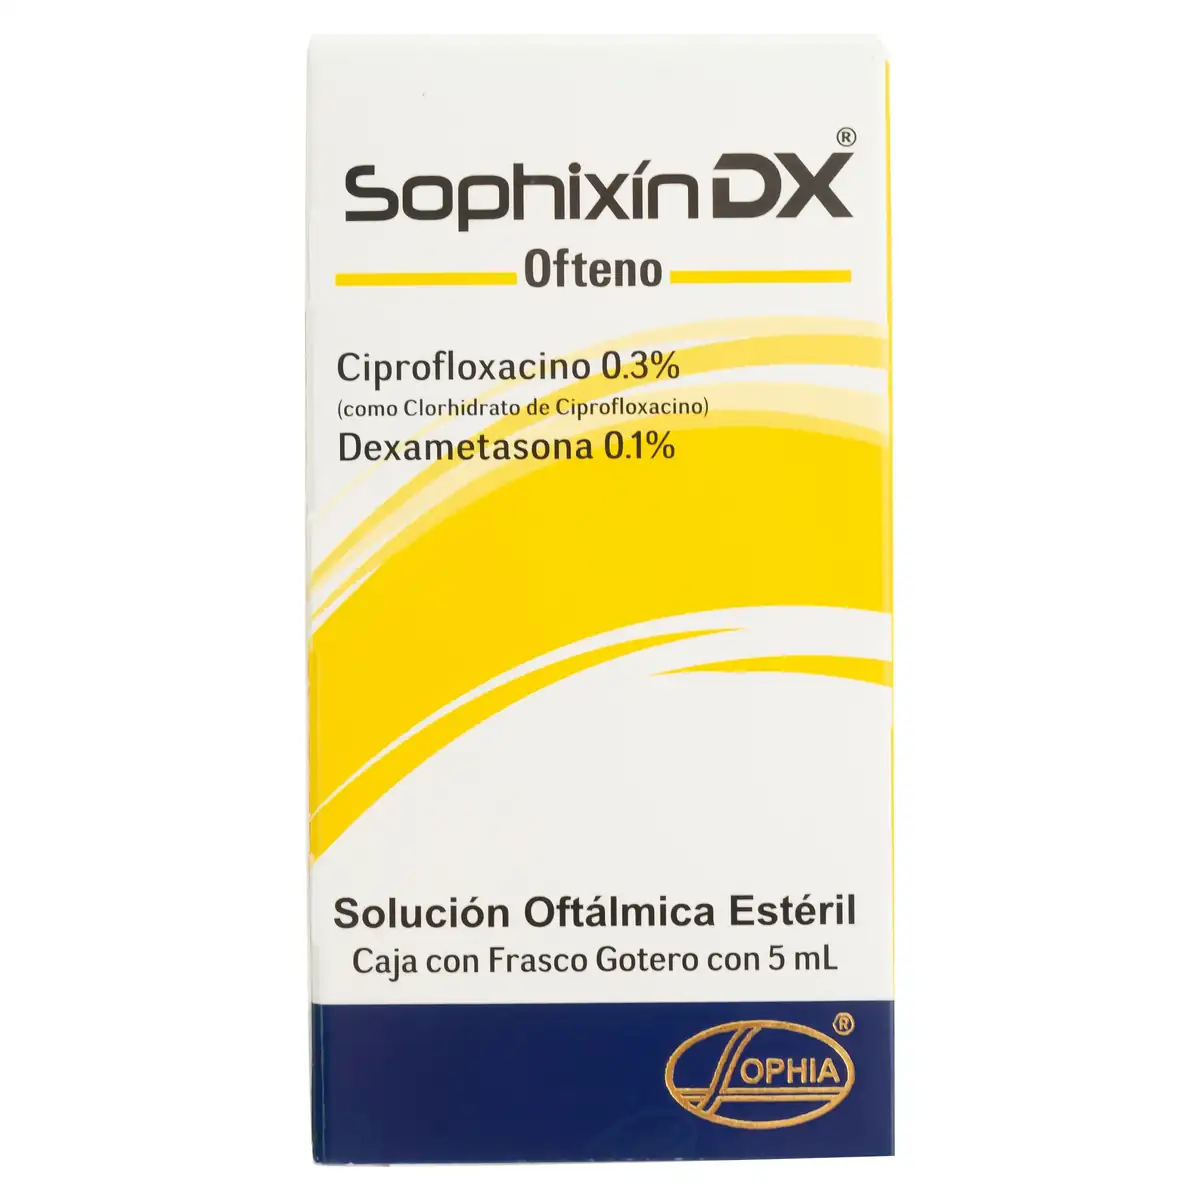 Sophixín DX®
Ofteno
Ciprofloxacino 0.3%
(como Clorhidrato de Ciprofloxacino)
Dexametasona 0.1%
Solución Oftálmica Estéril
Caja con Frasco Gotero con 5 mL
SOPHIA®